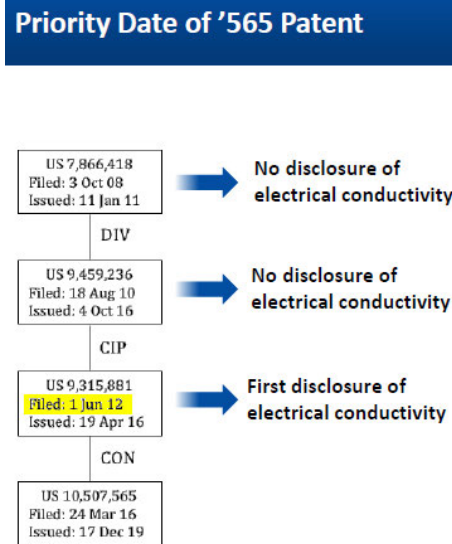 Priority Date of ’565 Patent
US 7,866,418
Filed: 3 Oct 08
Issued: 11 Jan 11
No disclosure of
electrical conductivity
DIV
US 9,459,236
Filed: 18 Aug 10
Issued: 4 Oct 16
No disclosure of
electrical conductivity
CIP
US 9,315,881
Filed: 1 Jun 12
Issued: 19 Apr 16
First disclosure of
electrical conductivity
CON
US 10,507,565
Filed: 24 Mar 16
Issued: 17 Dec 19